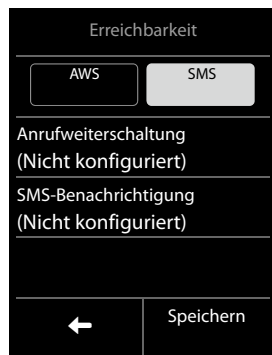 Erreichbarkeit
AWS SMS
Anrufweiterschaltung
(Nicht konfiguriert)
SMS-Benachrichtigung
(Nicht konfiguriert)
Speichern